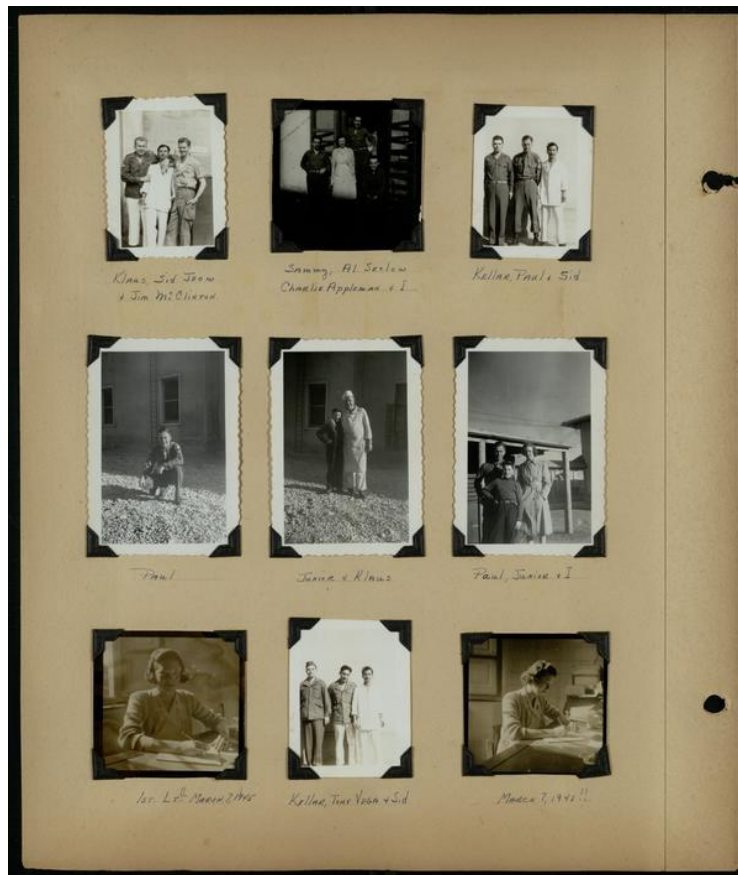 Klaus, Sid Jeow
& Jim McClinton
Sammy, Al Serlow
Charlie Appleman & I
Kellar, Paul & Sid
Paul
Junior & Klaus
Paul, Junior & I
1st. Lt!! March 7, 1945
Kellar, Tony Vega & Sid
March 7, 1945!!